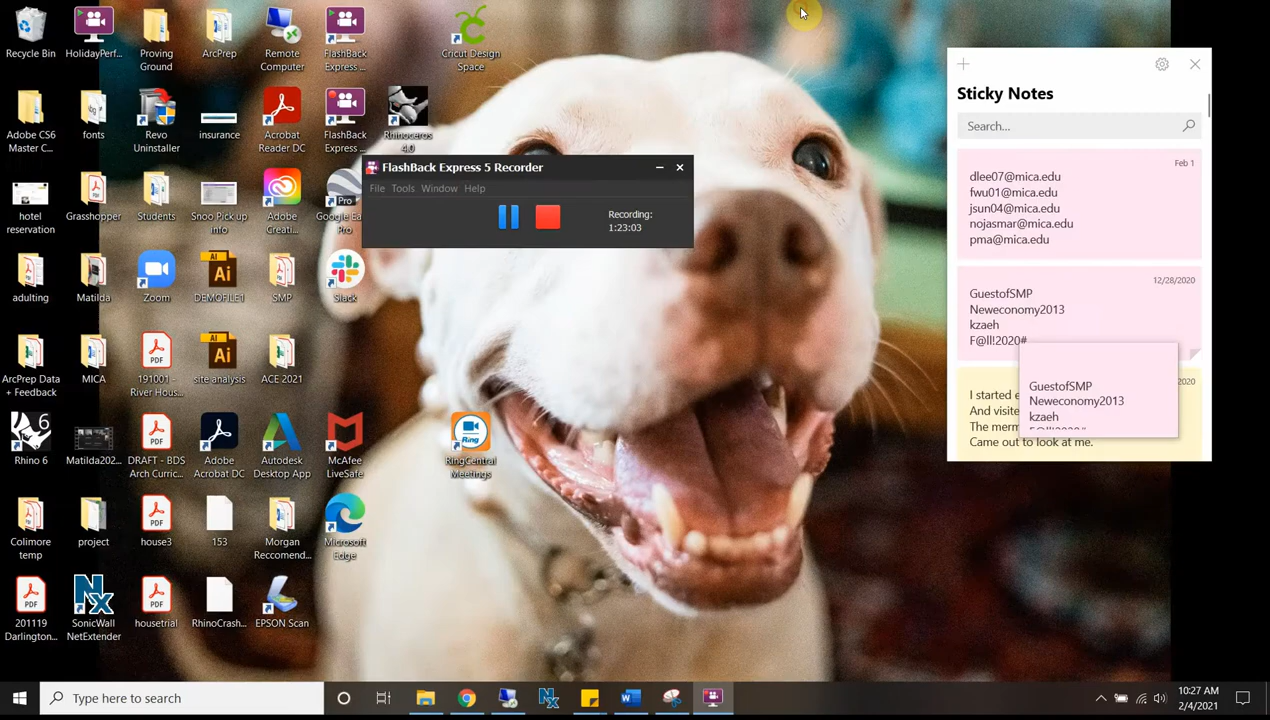 Recycle Bin
HolidayPerf...
Proving
Ground
ArcPrep
Remote
Computer
FlashBack
Express ...
Cricut Design
Space
Adobe CS6
Master C...
fonts
Revo
Uninstaller
insurance
Acrobat
Reader DC
FlashBack
Express ...
Rhinoceros
4.0
hotel
reservation
Grasshopper
Students
Snoo Pick up
info
Adobe
Creati...
Google Ea
Pro
Pro
adulting
Matilda
Zoom
DEMOFILE1
SMP
Slack
ArcPrep Data
+ Feedback
MICA
191001 -
River Hous...
site analysis
ACE 2021
Rhino 6
Matilda202...
DRAFT - BDS
Arch Curric...
Adobe
Acrobat DC
Autodesk
Desktop App
McAfee
LiveSafe
RingCentral
Meetings
Colimore
temp
project
house3
153
Morgan
Reccomend...
Microsoft
Edge
201119
Darlington...
SonicWall
NetExtender
housetrial
RhinoCrash...
EPSON Scan
FlashBack Express 5 Recorder
File Tools Window Help
Recording:
1:23:03
Sticky Notes
Search...
Feb 1
dlee07@mica.edu
fwu01@mica.edu
jsun04@mica.edu
nojasmar@mica.edu
pma@mica.edu
12/28/2020
GuestofSMP
Neweconomy2013
kzaeh
F@ll!2020#
2020
I started e
And visite
The merm
Came out to look at me.
GuestofSMP
Neweconomy2013
kzaeh
F@ll!2020#
Type here to search
10:27 AM
2/4/2021